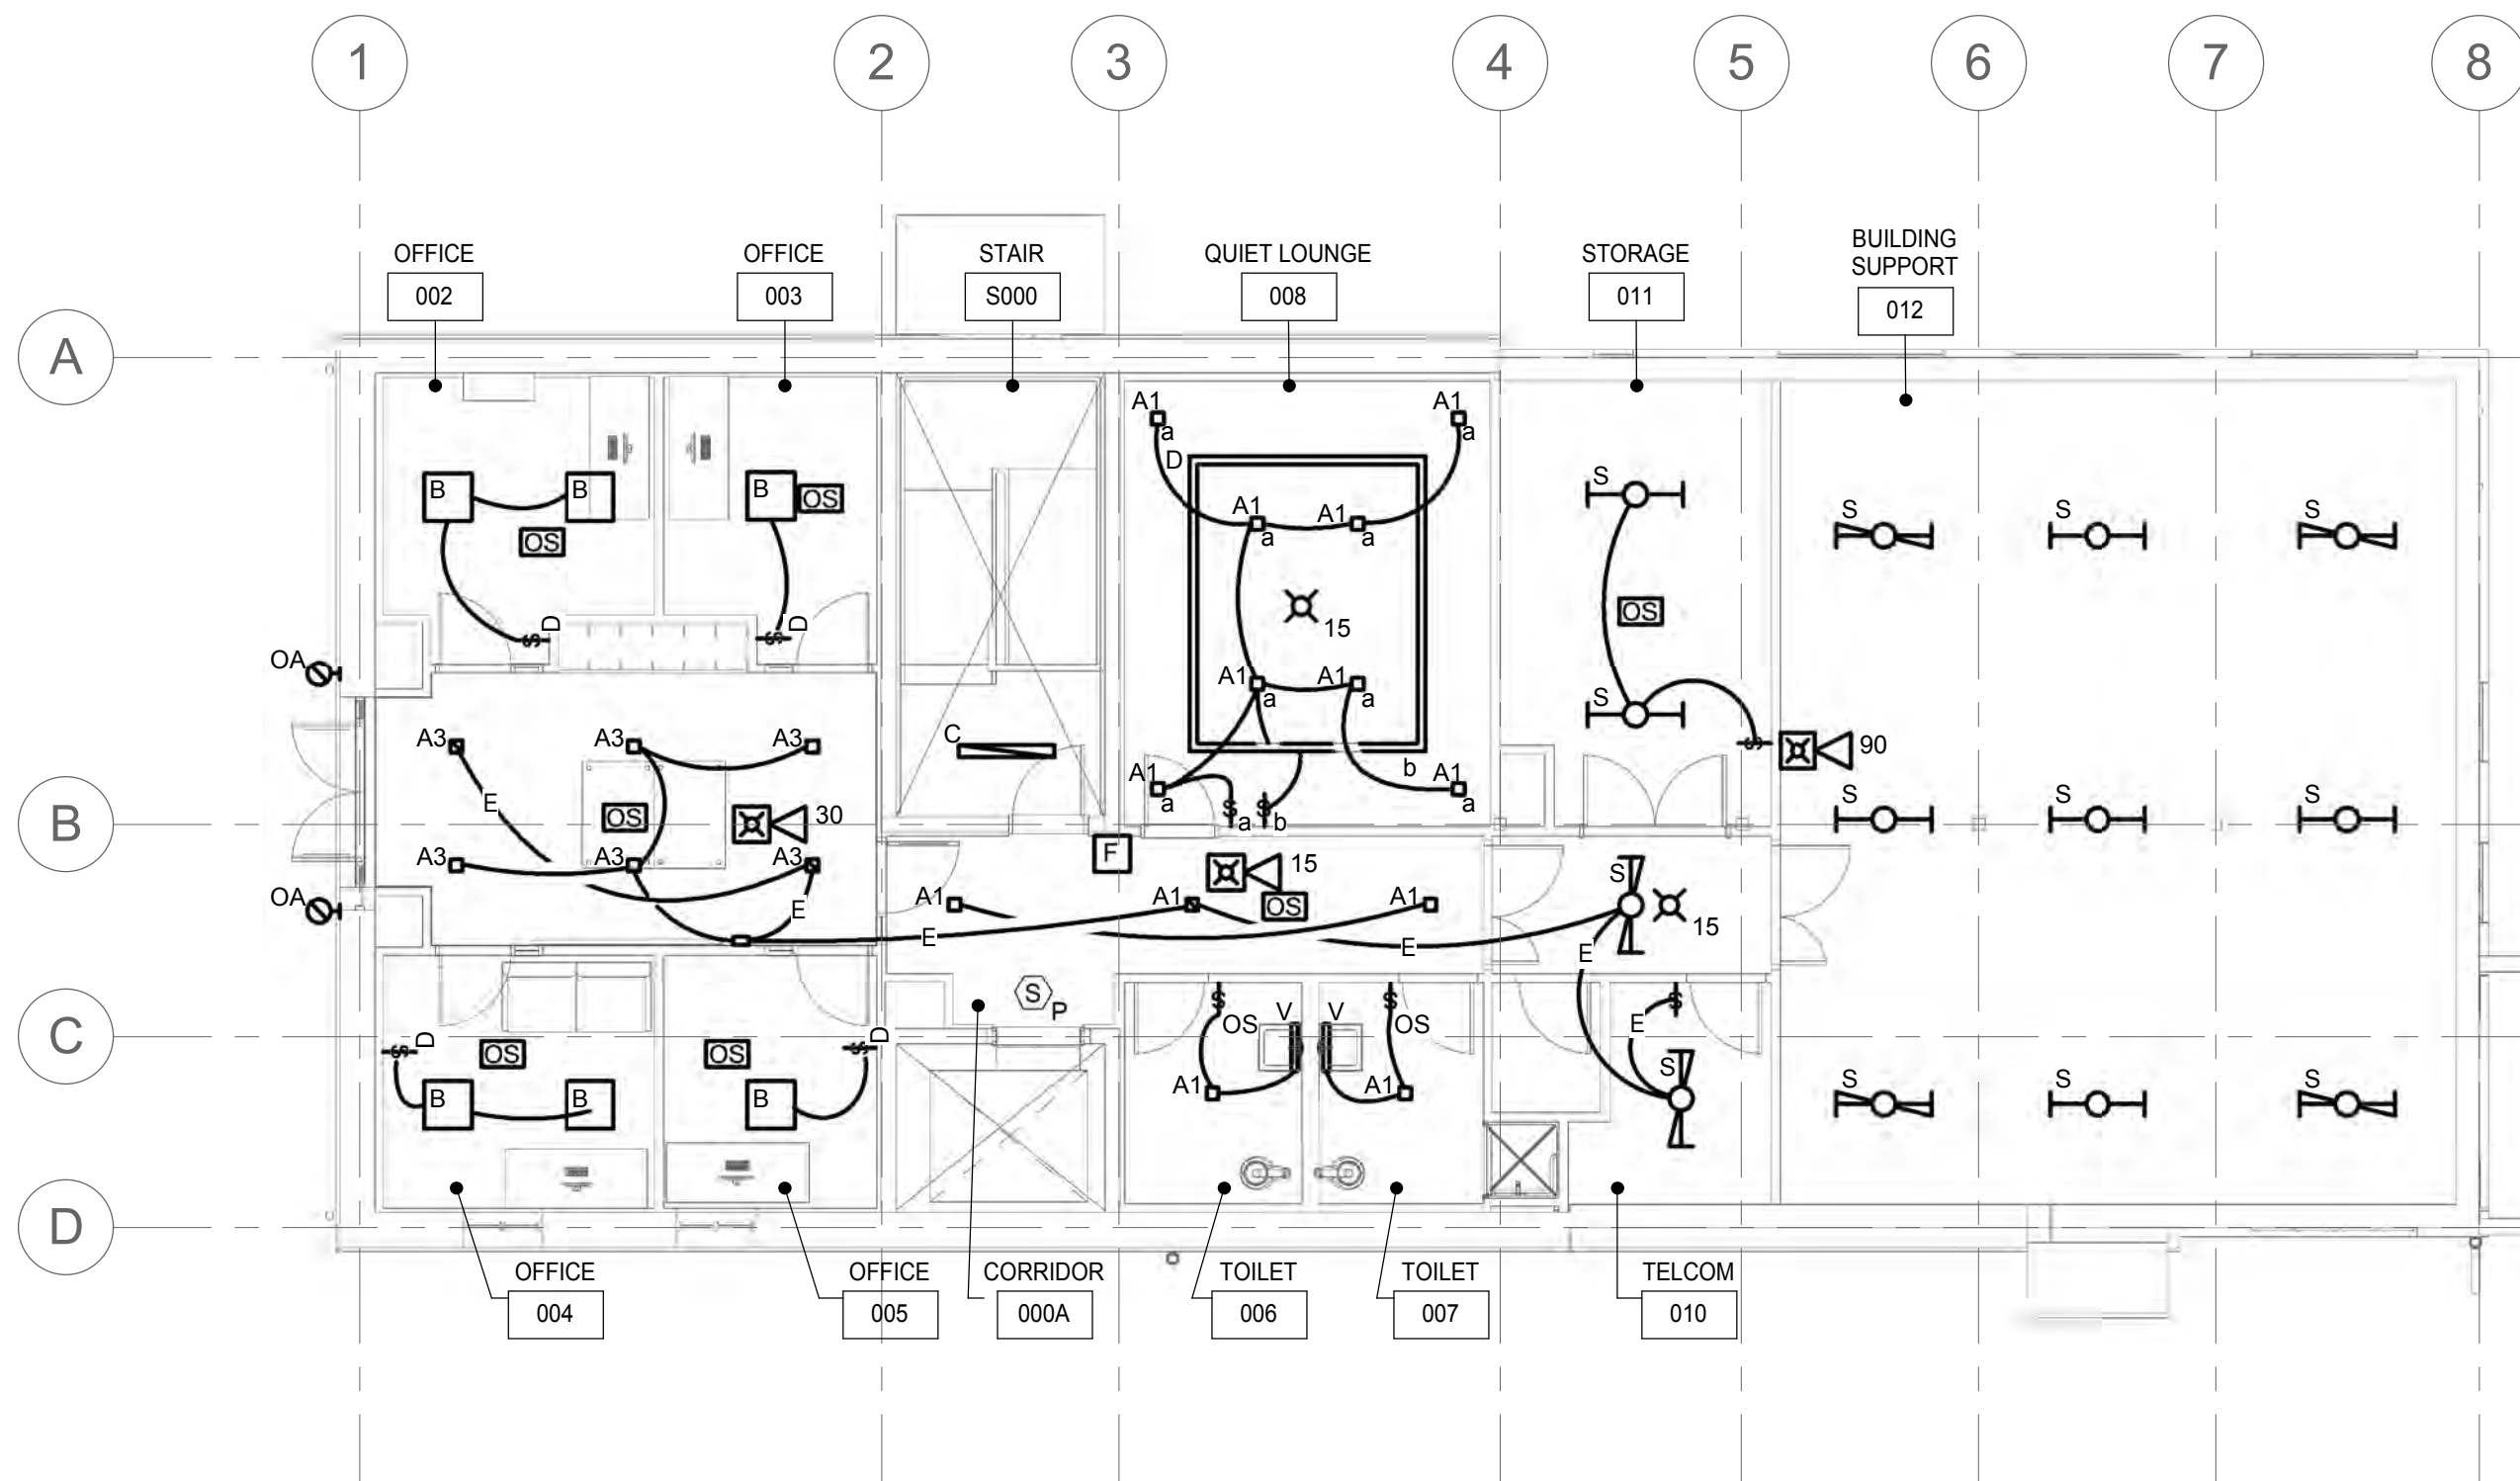 1 2 3 4 5 6 7 8
OFFICE
002
OFFICE
003
STAIR
S000
QUIET LOUNGE
008
STORAGE
011
BUILDING
SUPPORT
012
A
A1 A1
a a
D
S
B B B OS
OS
A1 A1
a a
S S S
OS
15
D D
OA
A1 A1
a a
S
A3 A3 A3
C
$ 90
A1 b A1
a a
$ $
a b
E
OS 30
B
S S S
A3 A3 A3
F
15
S
OA
A1 A1 OS A1
E
15
E E
E
S P
$ $ $
OS V V OS
E
C
$ D $ D
OS OS
S
B B B
A1 A1
S S S
D
OFFICE
004
OFFICE
005
CORRIDOR
000A
TOILET
006
TOILET
007
TELCOM
010